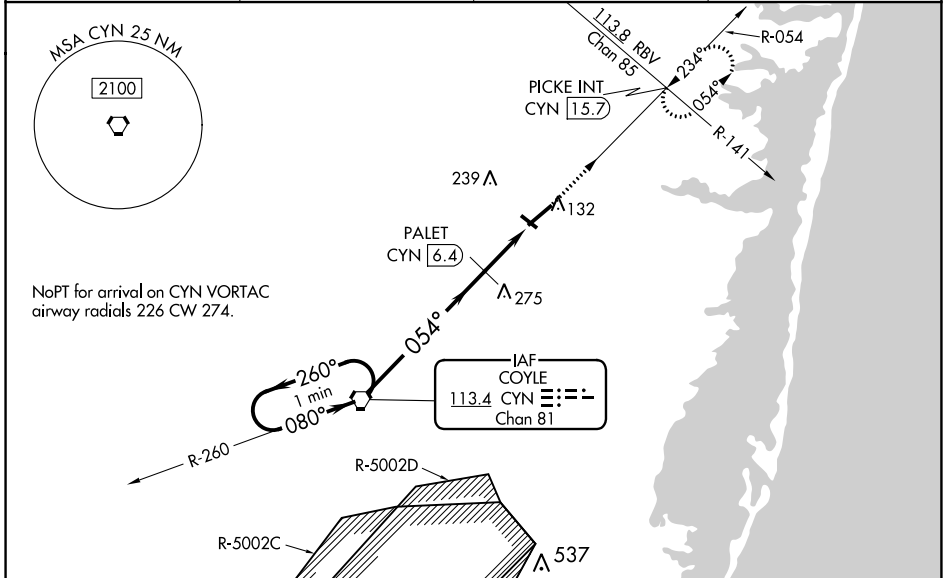 MSA CYN 25 NM
2100
113.8 RBV
Chan 85
R-054
234°
054°
PICKE INT
CYN 15.7
R-141
239
132
PALET
CYN 6.4
275
NoPT for arrival on CYN VORTAC
airway radials 226 CW 274.
054°
260°
1 min
080°
IAF
COYLE
113.4 CYN
Chan 81
R-260
R-5002D
R-5002C
537